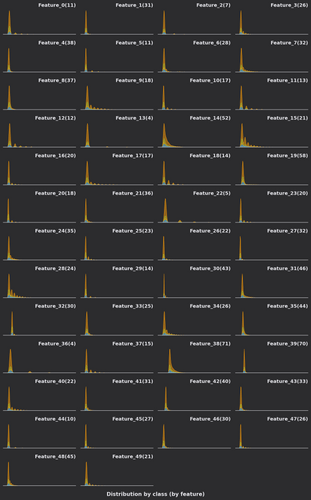 Feature_0(11) Feature_1(31) Feature_2(7) Feature_3(26)
Feature_4(38) Feature_5(11) Feature_6(28) Feature_7(32)
Feature_8(37) Feature_9(18) Feature_10(17) Feature_11(13)
Feature_12(12) Feature_13(4) Feature_14(52) Feature_15(21)
Feature_16(20) Feature_17(17) Feature_18(14) Feature_19(58)
Feature_20(18) Feature_21(36) Feature_22(5) Feature_23(20)
Feature_24(35) Feature_25(23) Feature_26(22) Feature_27(32)
Feature_28(24) Feature_29(14) Feature_30(43) Feature_31(46)
Feature_32(30) Feature_33(25) Feature_34(26) Feature_35(44)
Feature_36(4) Feature_37(15) Feature_38(71) Feature_39(70)
Feature_40(22) Feature_41(31) Feature_42(40) Feature_43(33)
Feature_44(10) Feature_45(27) Feature_46(30) Feature_47(26)
Feature_48(45) Feature_49(21)
Distribution by class (by feature)